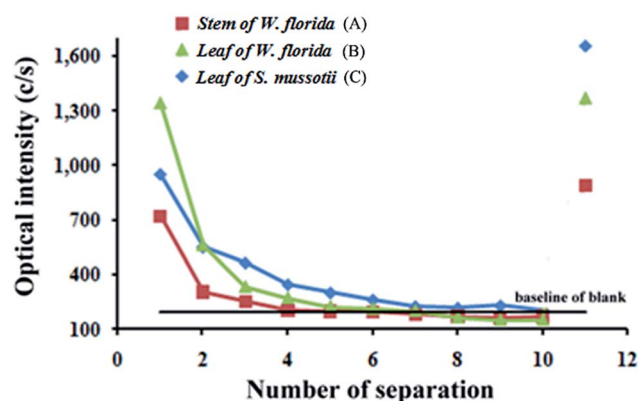 Stem of W. florida (A)
Leaf of W. florida (B)
Leaf of S. mussotii (C)
Optical intensity (c/s)
1,600
1,300
1,000
700
400
100
baseline of blank
0 2 4 6 8 10 12
Number of separation